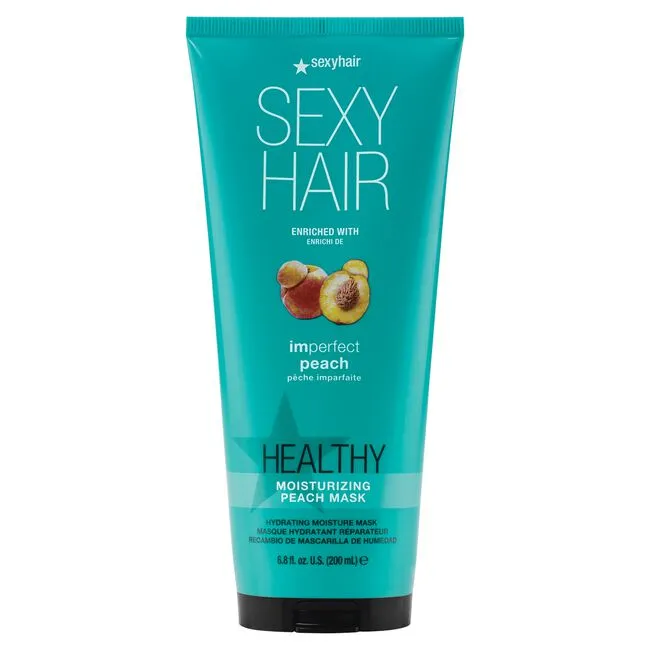 sexyhair
SEXY
HAIR
ENRICHED WITH
ENRICHI DE
imperfect
peach
pêche imparfaite
HEALTHY
MOISTURIZING
PEACH MASK
HYDRATING MOISTURE MASK
MASQUE HYDRATANT RÉPARATEUR
RECAMBIO DE MASCARILLA DE HUMEDAD
6.8 fl. oz. U.S. (200 mL) ℮